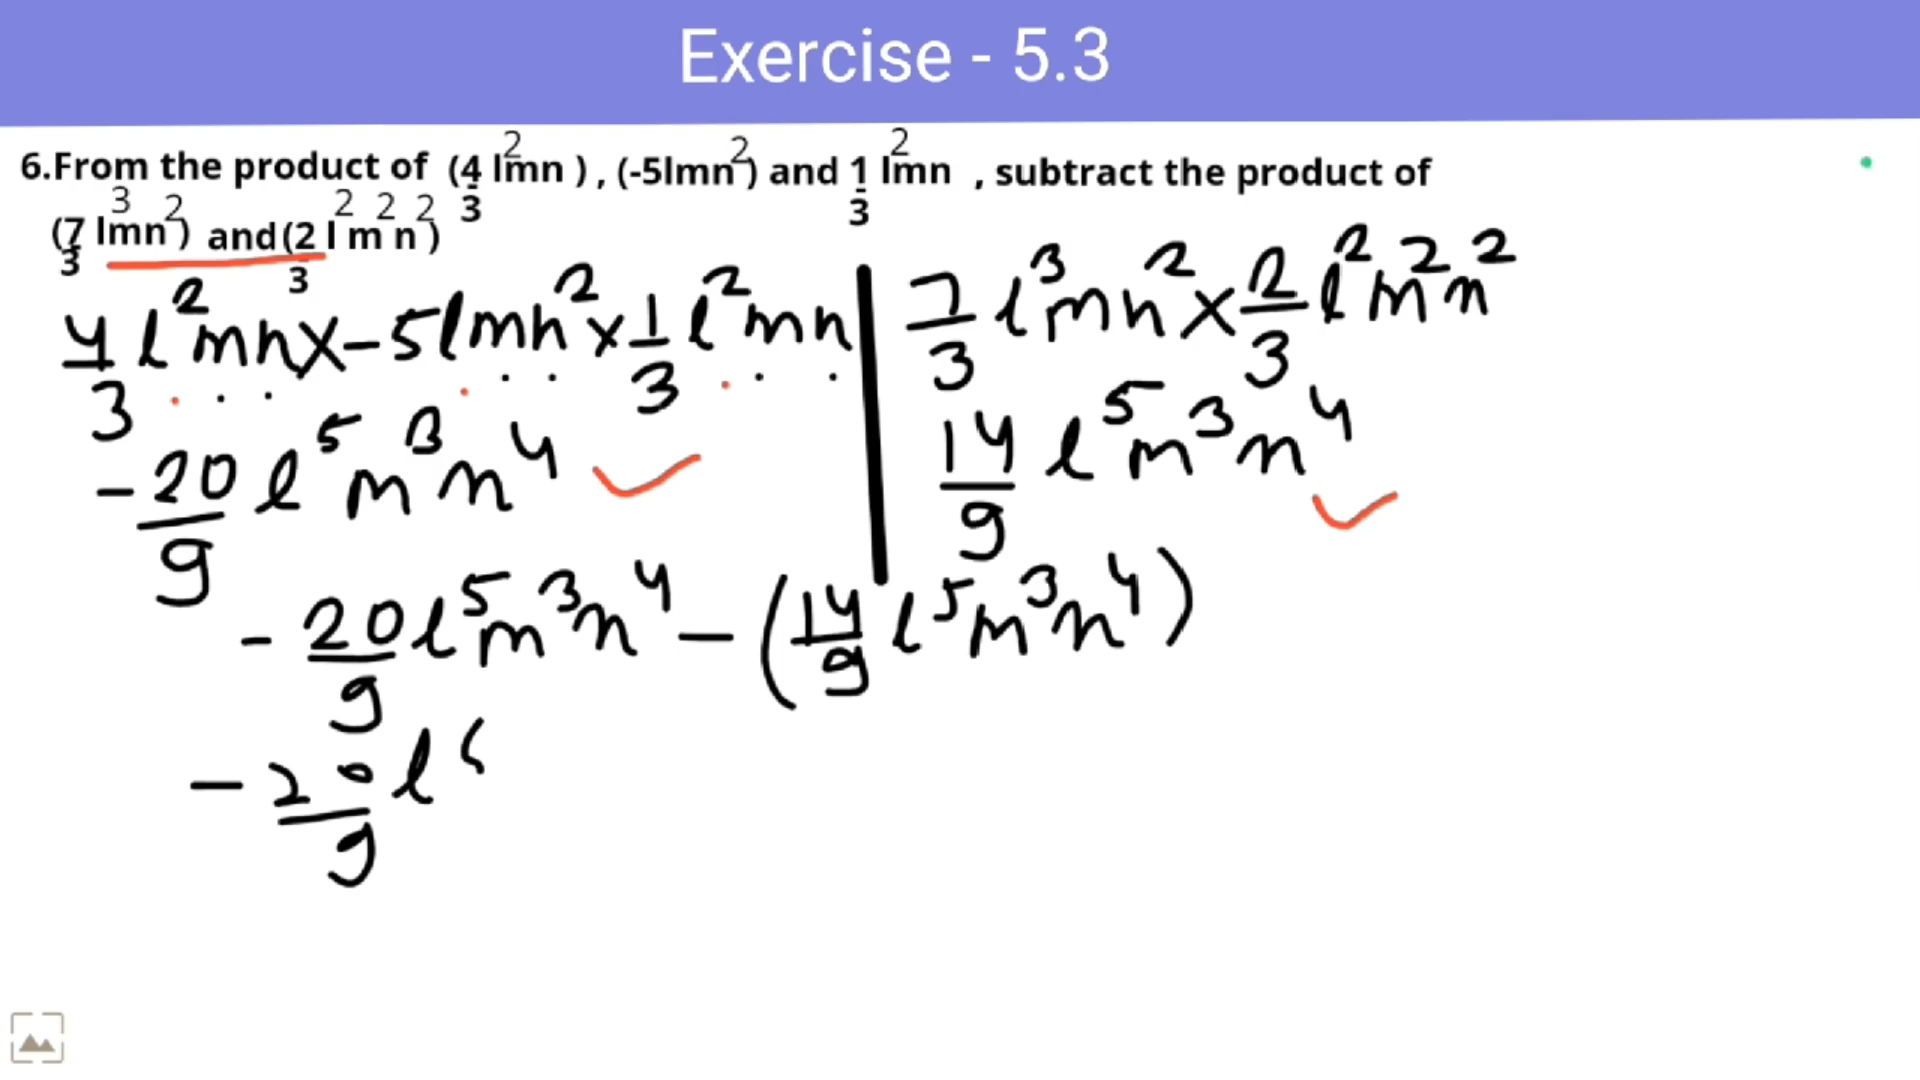 Exercise - 5.3
6.From the product of (4/3 l²mn ) , (-5lmn²) and 1/3 l²mn , subtract the product of
(7/3 l³mn²) and (2/3 l²m²n²)
4/3 l²mn x -5lmn² x 1/3 l²mn | 7/3 l³mn² x 2/3 l²m²n²
-20/9 l⁵m³n⁴ 14/9 l⁵m³n⁴
-20/9 l⁵m³n⁴ - (14/9 l⁵m³n⁴)
-20/9 l